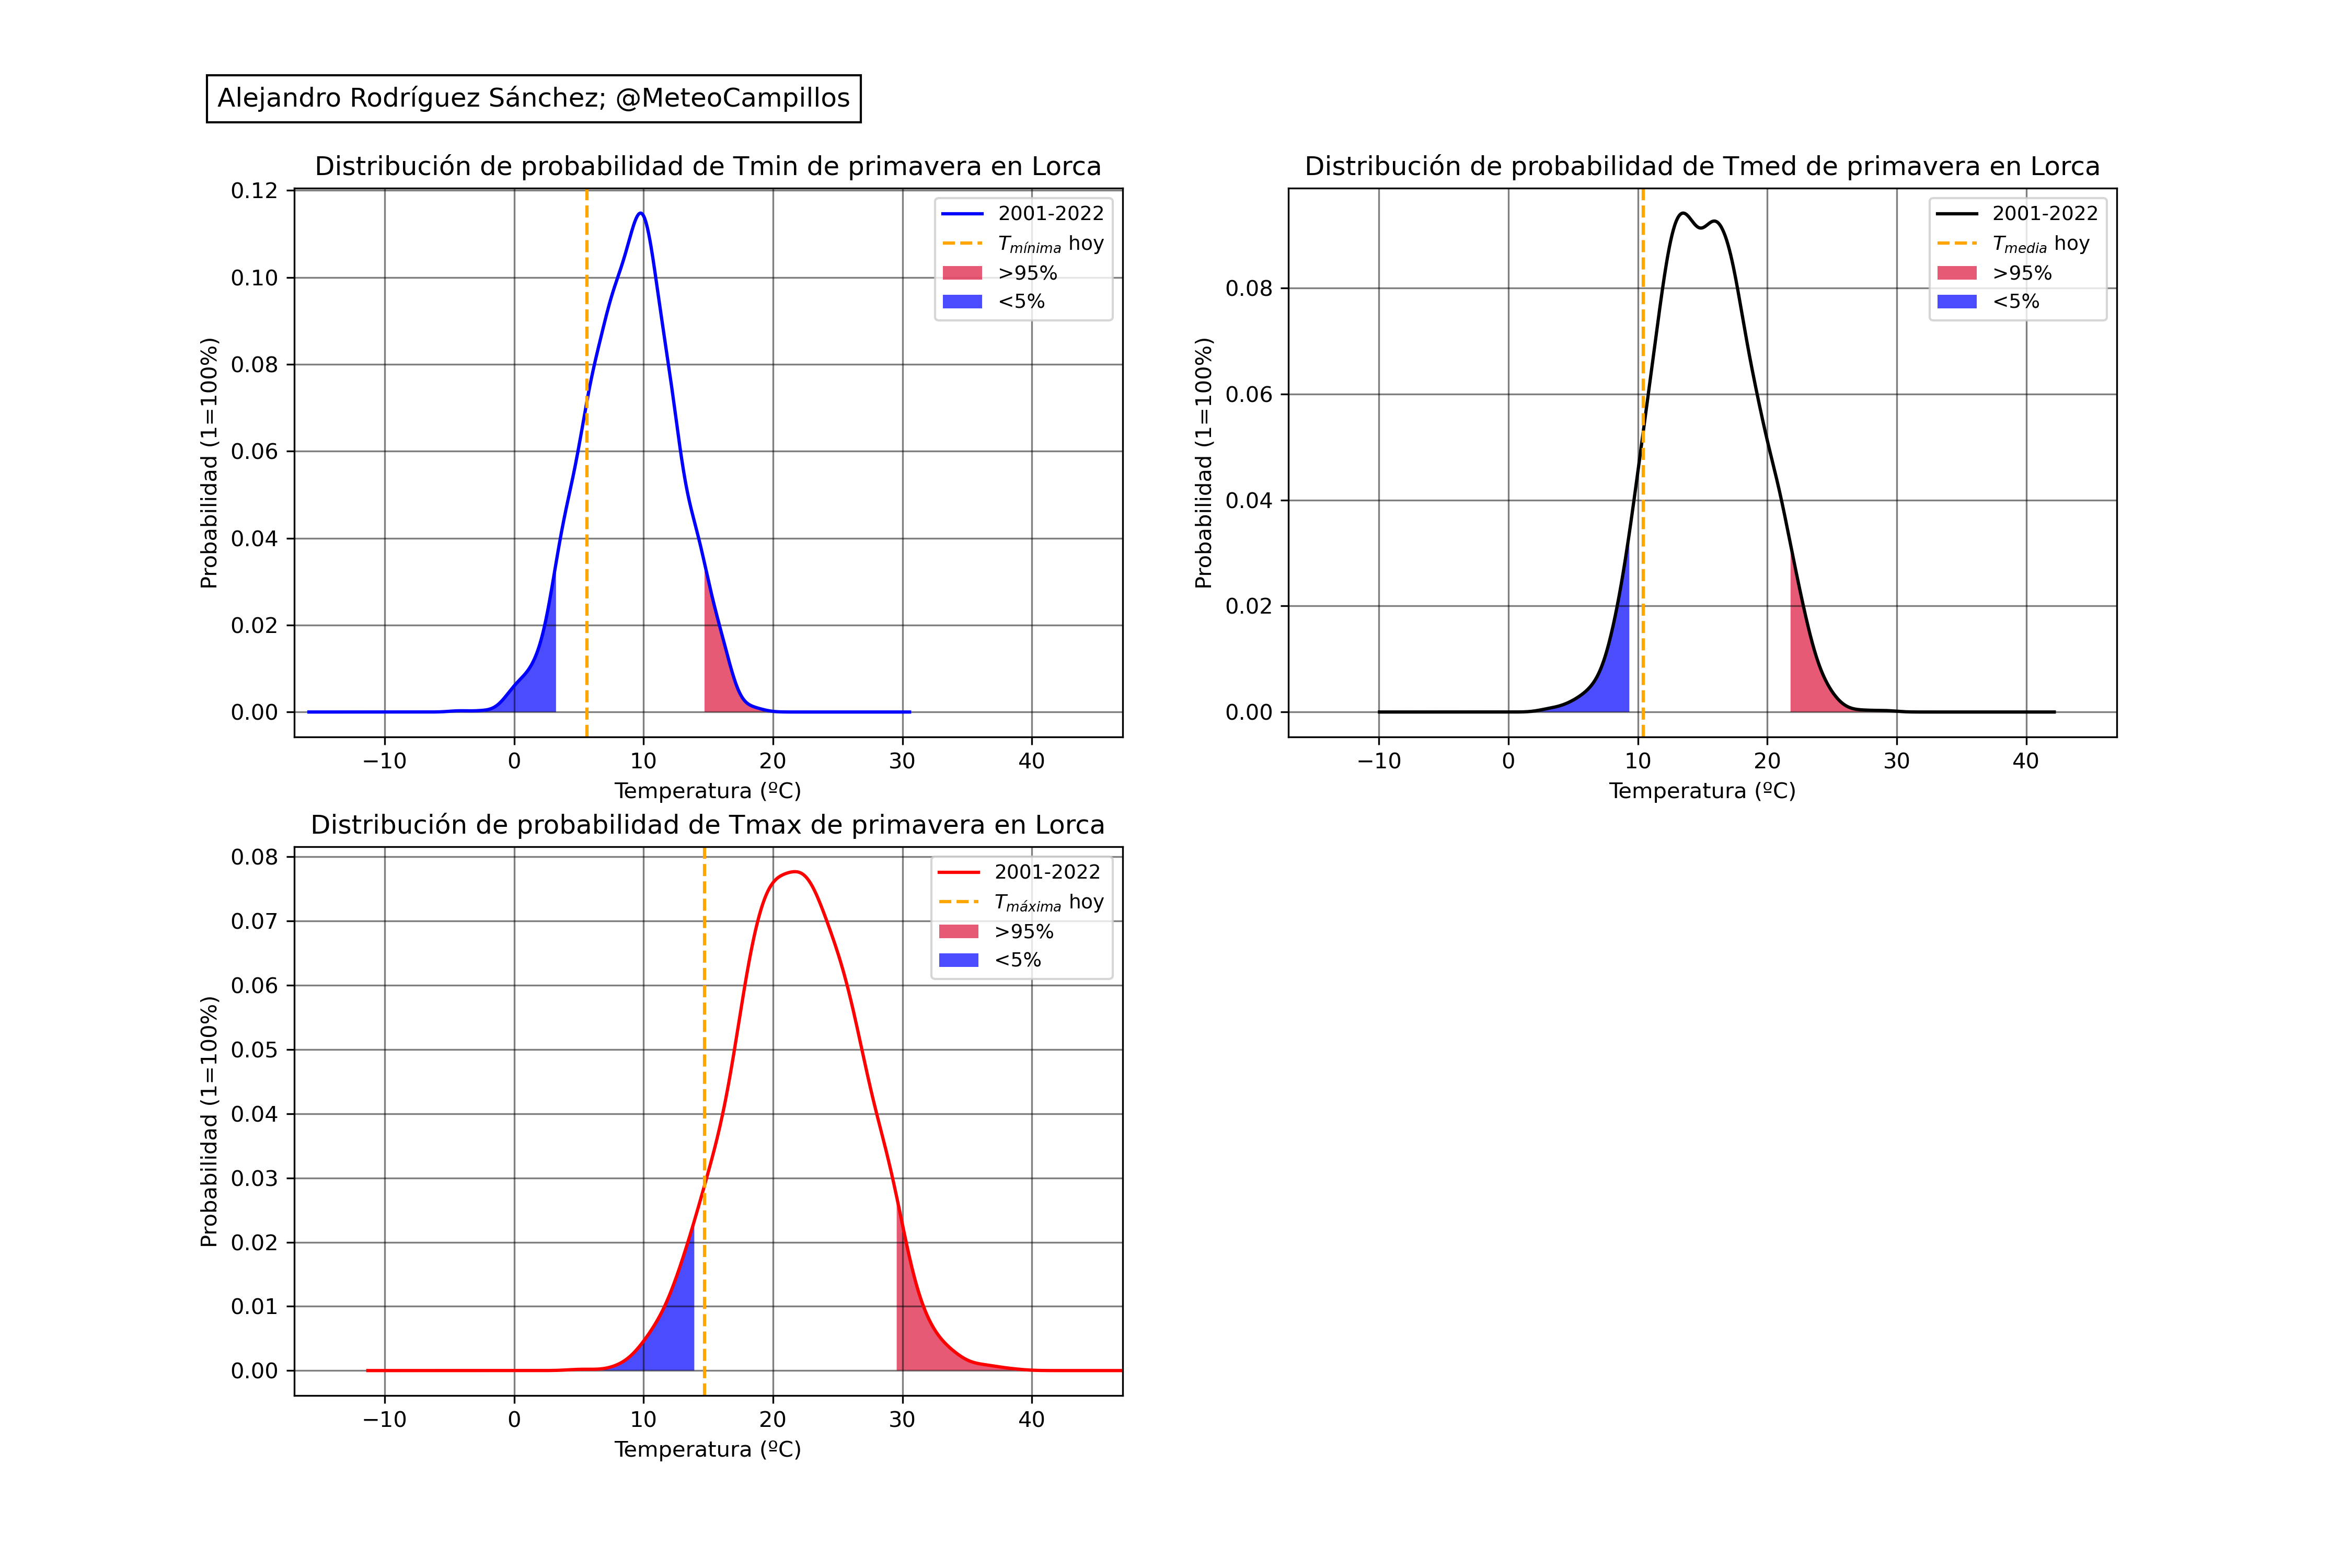 Alejandro Rodríguez Sánchez; @MeteoCampillos
Distribución de probabilidad de Tmin de primavera en Lorca
0.12
0.10
0.08
0.06
0.04
0.02
0.00
Probabilidad (1=100%)
2001-2022
Tmínima hoy
>95%
<5%
−10 0 10 20 30 40
Temperatura (ºC)
Distribución de probabilidad de Tmed de primavera en Lorca
0.08
0.06
0.04
0.02
0.00
Probabilidad (1=100%)
2001-2022
Tmedia hoy
>95%
<5%
−10 0 10 20 30 40
Temperatura (ºC)
Distribución de probabilidad de Tmax de primavera en Lorca
0.08
0.07
0.06
0.05
0.04
0.03
0.02
0.01
0.00
Probabilidad (1=100%)
2001-2022
Tmáxima hoy
>95%
<5%
−10 0 10 20 30 40
Temperatura (ºC)